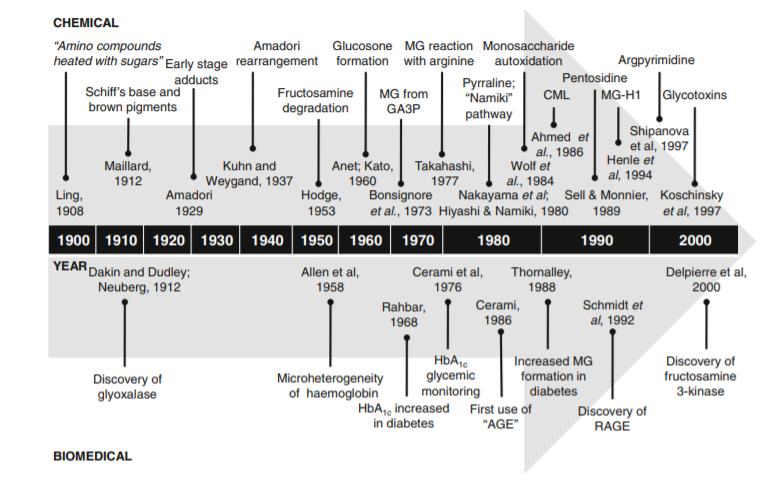 CHEMICAL
“Amino compounds
heated with sugars”
Early stage
adducts
Amadori
rearrangement
Glucosone
formation
MG reaction
with arginine
Monosaccharide
autoxidation
Argpyrimidine
Schiff's base and
brown pigments
Fructosamine
degradation
MG from
GA3P
Pyrraline;
“Namiki”
pathway
CML
Pentosidine
MG-H1
Glycotoxins
Ling,
1908
Maillard,
1912
Amadori
1929
Kuhn and
Weygand, 1937
Hodge,
1953
Anet; Kato,
1960
Bonsignore
et al., 1973
Takahashi,
1977
Nakayama et al;
Hiyashi & Namiki, 1980
Wolf et
al., 1984
Ahmed et
al., 1986
Sell & Monnier,
1989
Henle et
al, 1994
Shipanova
et al, 1997
Koschinsky
et al, 1997
1900 1910 1920 1930 1940 1950 1960 1970 1980 1990 2000
YEAR
Dakin and Dudley;
Neuberg, 1912
Allen et al,
1958
Rahbar,
1968
Cerami et al,
1976
Cerami,
1986
Thornalley,
1988
Schmidt et
al, 1992
Delpierre et al,
2000
Discovery of
glyoxalase
Microheterogeneity
of haemoglobin
HbA1c increased
in diabetes
HbA1c
glycemic
monitoring
First use of
“AGE”
Increased MG
formation in
diabetes
Discovery of
RAGE
Discovery of
fructosamine
3-kinase
BIOMEDICAL